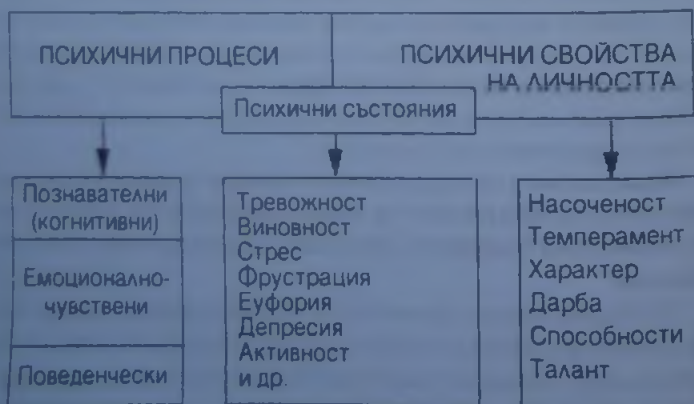 ПСИХИЧНИ ПРОЦЕСИ
ПСИХИЧНИ СВОЙСТВА
НА ЛИЧНОСТТА
Психични състояния
Познавателни
(когнитивни)
Емоционално-
чувствени
Поведенчески
Тревожност
Виновност
Стрес
Фрустрация
Еуфория
Депресия
Активност
и др.
Насоченост
Темперамент
Характер
Дарба
Способности
Талант